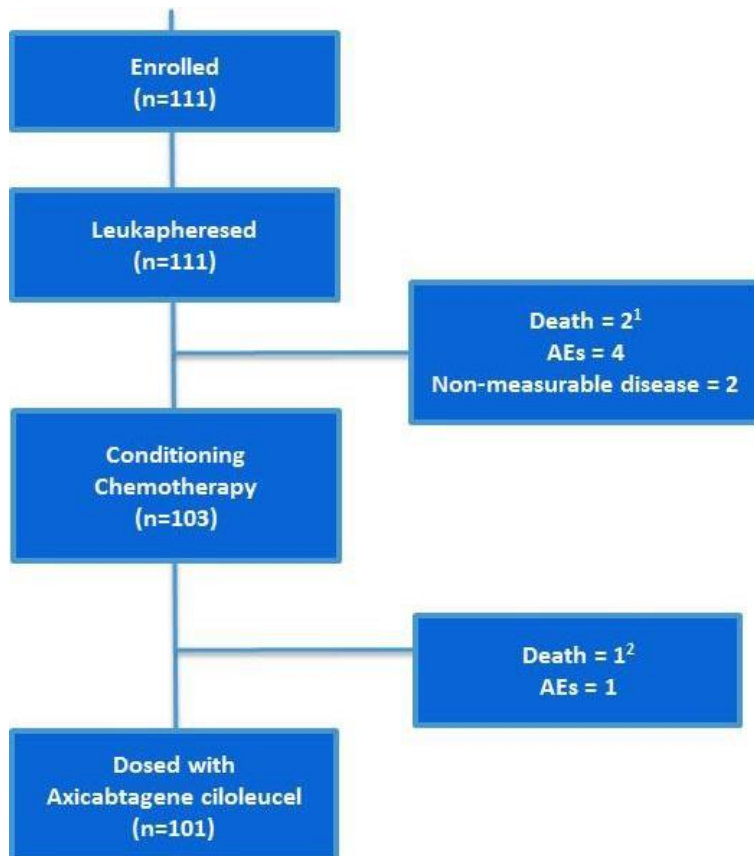 Enrolled
(n=111)
Leukapheresed
(n=111)
Death = 2¹
AEs = 4
Non-measurable disease = 2
Conditioning
Chemotherapy
(n=103)
Death = 1²
AEs = 1
Dosed with
Axicabtagene ciloleucel
(n=101)